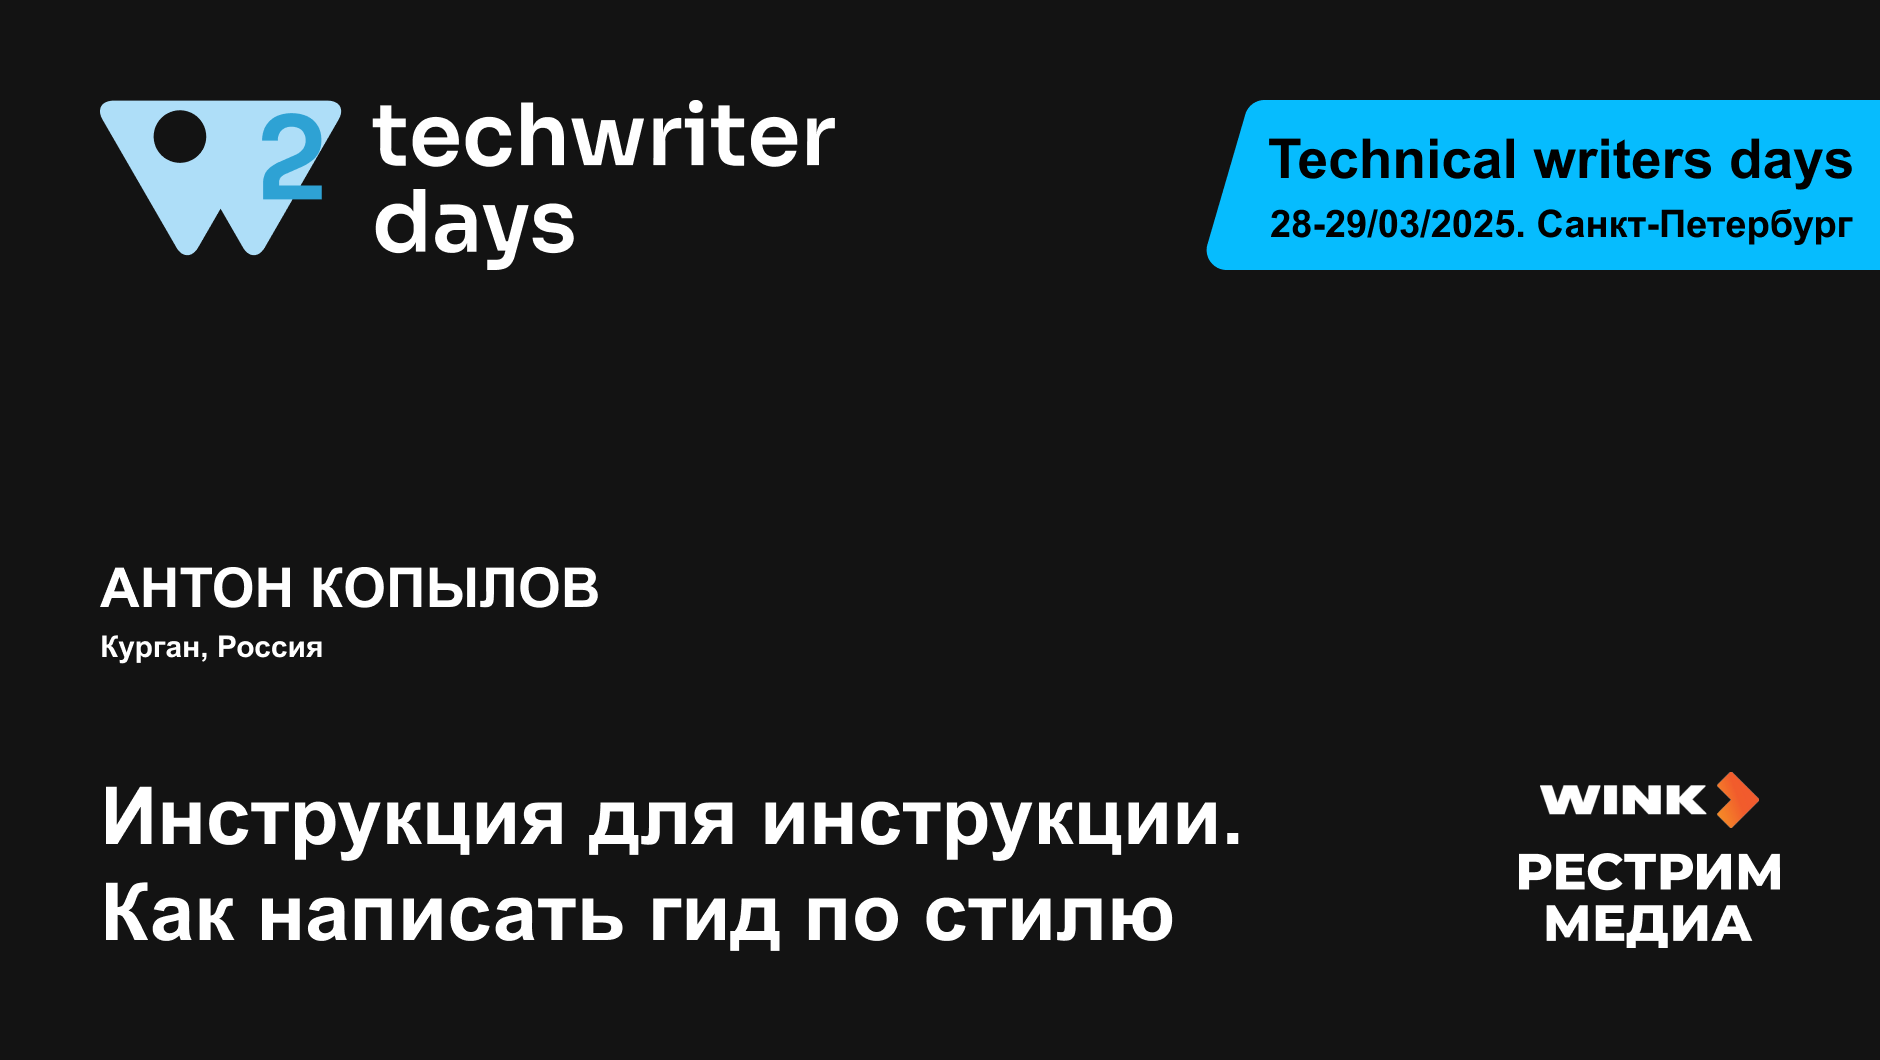 2
techwriter
days
Technical writers days
28-29/03/2025. Санкт-Петербург
АНТОН КОПЫЛОВ
Курган, Россия
Инструкция для инструкции.
Как написать гид по стилю
WINK
РЕСТРИМ
МЕДИА